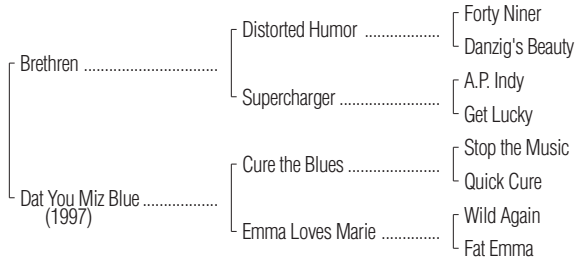 Forty Niner
Distorted Humor ..................
Danzig's Beauty
Brethren ................................
A.P. Indy
Supercharger ........................
Get Lucky
Stop the Music
Cure the Blues ......................
Quick Cure
Dat You Miz Blue ..................
(1997)
Wild Again
Emma Loves Marie ...............
Fat Emma